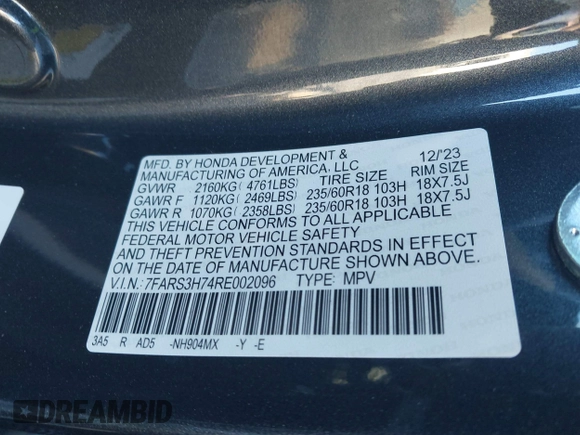 MFD. BY HONDA DEVELOPMENT &
MANUFACTURING OF AMERICA, LLC 12/'23
GVWR 2160KG( 4761LBS) TIRE SIZE RIM SIZE
GAWR F 1120KG( 2469LBS) 235/60R18 103H 18X7.5J
GAWR R 1070KG( 2358LBS) 235/60R18 103H 18X7.5J
THIS VEHICLE CONFORMS TO ALL APPLICABLE
FEDERAL MOTOR VEHICLE SAFETY
AND THEFT PREVENTION STANDARDS IN EFFECT
ON THE DATE OF MANUFACTURE SHOWN ABOVE.
V.I.N.: 7FARS3H74RE002096 TYPE: MPV
3A5 R AD5 -NH904MX -Y -E
DREAMBID